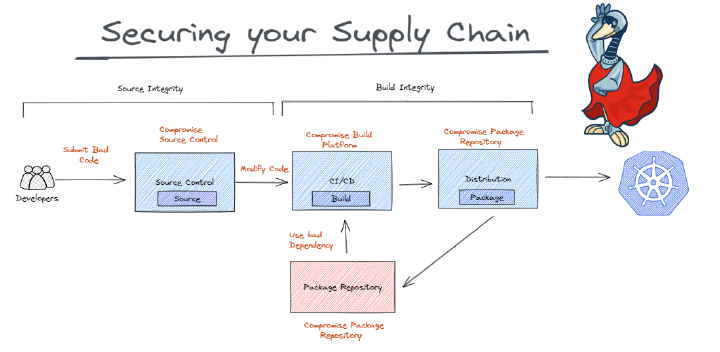 Securing your Supply Chain
Source Integrity
Build Integrity
Compromise
Source Control
Compromise Build
Platform
Compromise Package
Repository
Submit Bad
Code
Modify Code
Source Control
Source
CI/CD
Build
Distribution
Package
Developers
Use bad
Dependency
Package Repository
Compromise Package
Repository